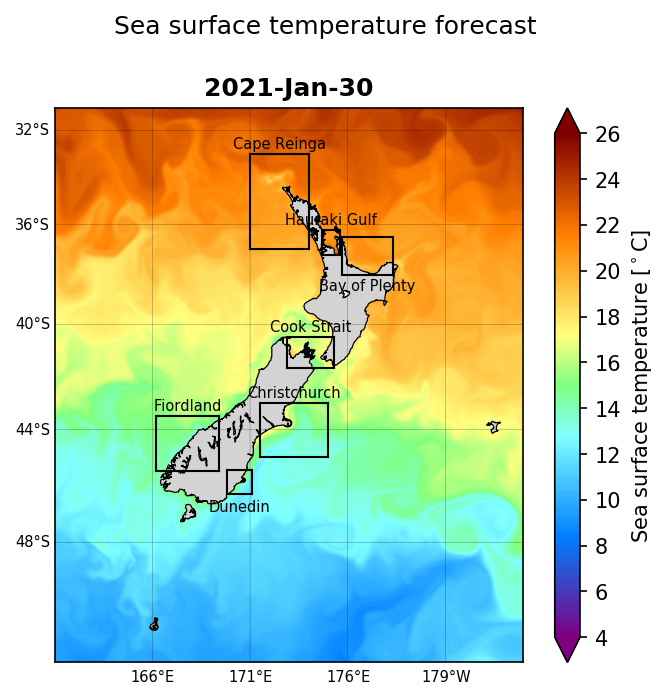 Sea surface temperature forecast
2021-Jan-30
32°S
36°S
40°S
44°S
48°S
166°E
171°E
176°E
179°W
Cape Reinga
Hauraki Gulf
Bay of Plenty
Cook Strait
Christchurch
Fiordland
Dunedin
26
24
22
20
18
16
14
12
10
8
6
4
Sea surface temperature [°C]